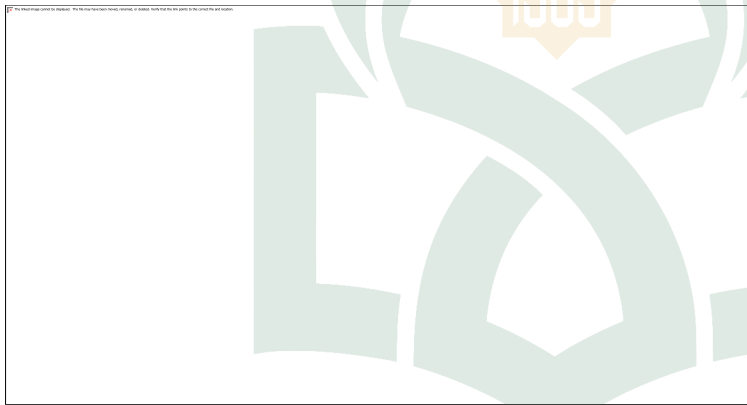 The linked image cannot be displayed. The file may have been moved, renamed, or deleted. Verify that the link points to the correct file and location.